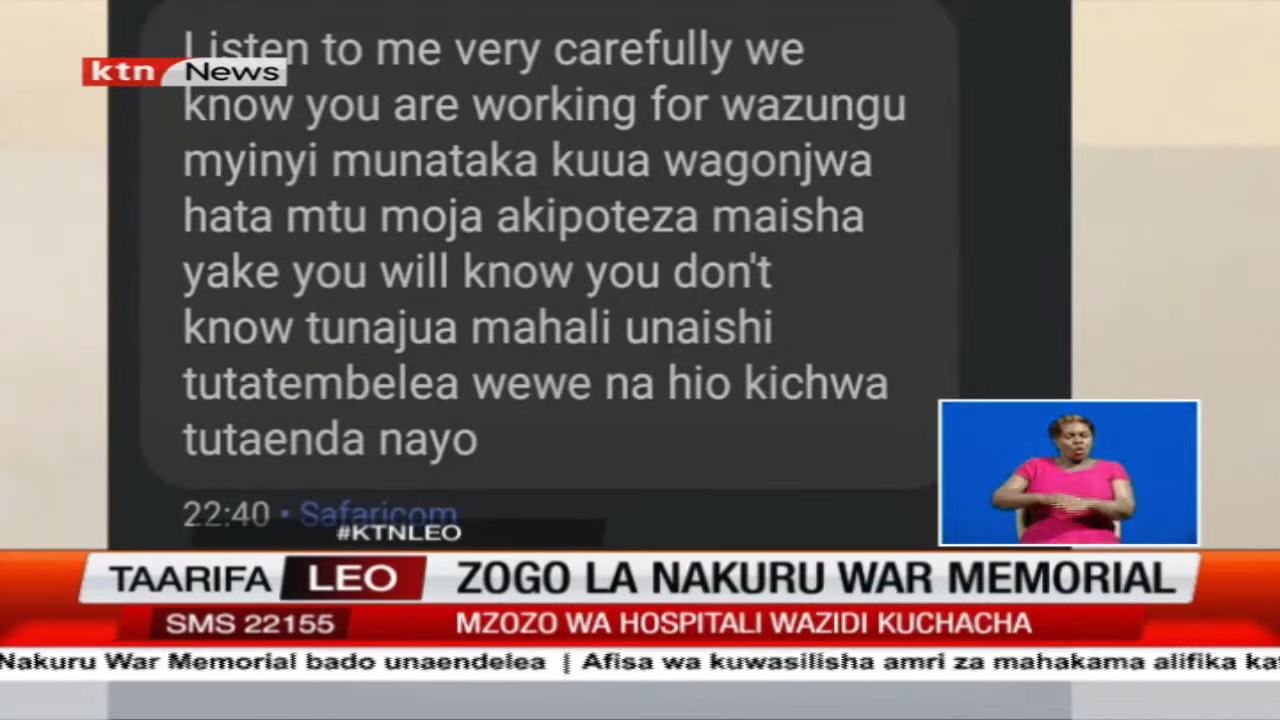 Listen to me very carefully we
ktn News
know you are working for wazungu
myinyi munataka kuua wagonjwa
hata mtu moja akipoteza maisha
yake you will know you don't
know tunajua mahali unaishi
tutatembelea wewe na hio kichwa
tutaenda nayo
22:40 • Safaricom
#KTNLEO
TAARIFA LEO ZOGO LA NAKURU WAR MEMORIAL
SMS 22155 MZOZO WA HOSPITALI WAZIDI KUCHACHA
Nakuru War Memorial bado unaendelea | Afisa wa kuwasilisha amri za mahakama alifika